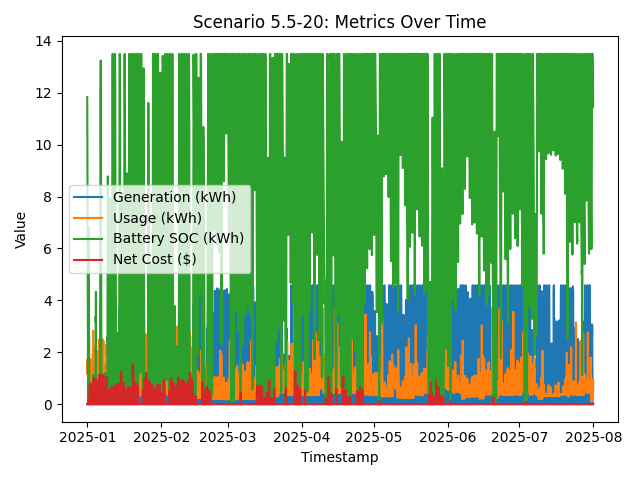 Scenario 5.5-20: Metrics Over Time
Value
14
12
10
8
6
4
2
0
Generation (kWh)
Usage (kWh)
Battery SOC (kWh)
Net Cost ($)
2025-01 2025-02 2025-03 2025-04 2025-05 2025-06 2025-07 2025-08
Timestamp